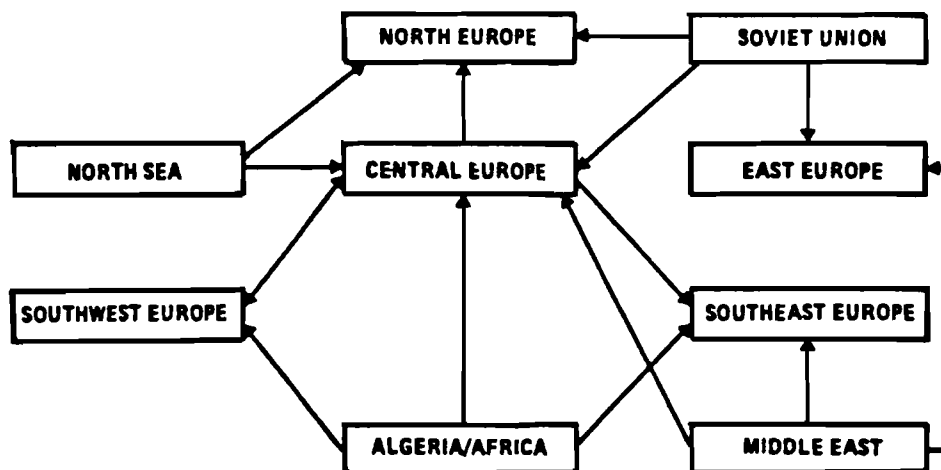 NORTH EUROPE
SOVIET UNION
NORTH SEA
CENTRAL EUROPE
EAST EUROPE
SOUTHWEST EUROPE
SOUTHEAST EUROPE
ALGERIA/AFRICA
MIDDLE EAST